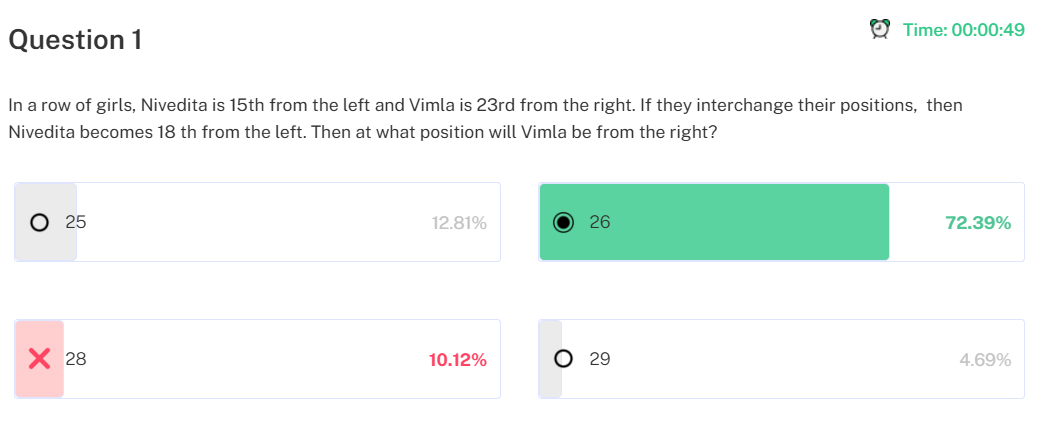 Question 1
Time: 00:00:49
In a row of girls, Nivedita is 15th from the left and Vimla is 23rd from the right. If they interchange their positions,  then
Nivedita becomes 18 th from the left. Then at what position will Vimla be from the right?
25 12.81%
26 72.39%
28 10.12%
29 4.69%